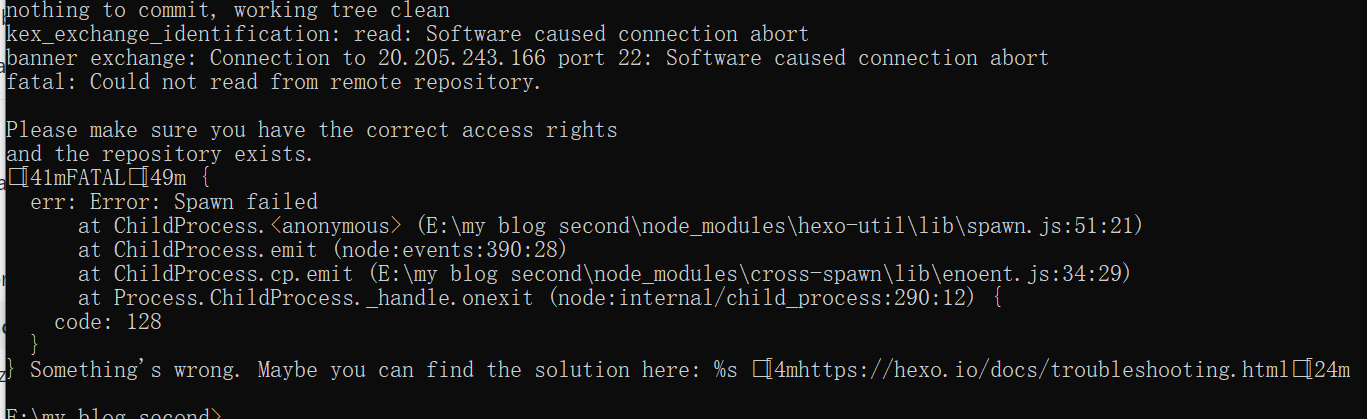 nothing to commit, working tree clean
kex_exchange_identification: read: Software caused connection abort
banner exchange: Connection to 20.205.243.166 port 22: Software caused connection abort
fatal: Could not read from remote repository.
Please make sure you have the correct access rights
and the repository exists.
□[41mFATAL□[49m {
err: Error: Spawn failed
at ChildProcess.<anonymous> (E:\my blog second\node_modules\hexo-util\lib\spawn.js:51:21)
at ChildProcess.emit (node:events:390:28)
at ChildProcess.cp.emit (E:\my blog second\node_modules\cross-spawn\lib\enoent.js:34:29)
at Process.ChildProcess._handle.onexit (node:internal/child_process:290:12) {
code: 128
}
} Something's wrong. Maybe you can find the solution here: %s □[4mhttps://hexo.io/docs/troubleshooting.html□[24m
E:\my blog second>